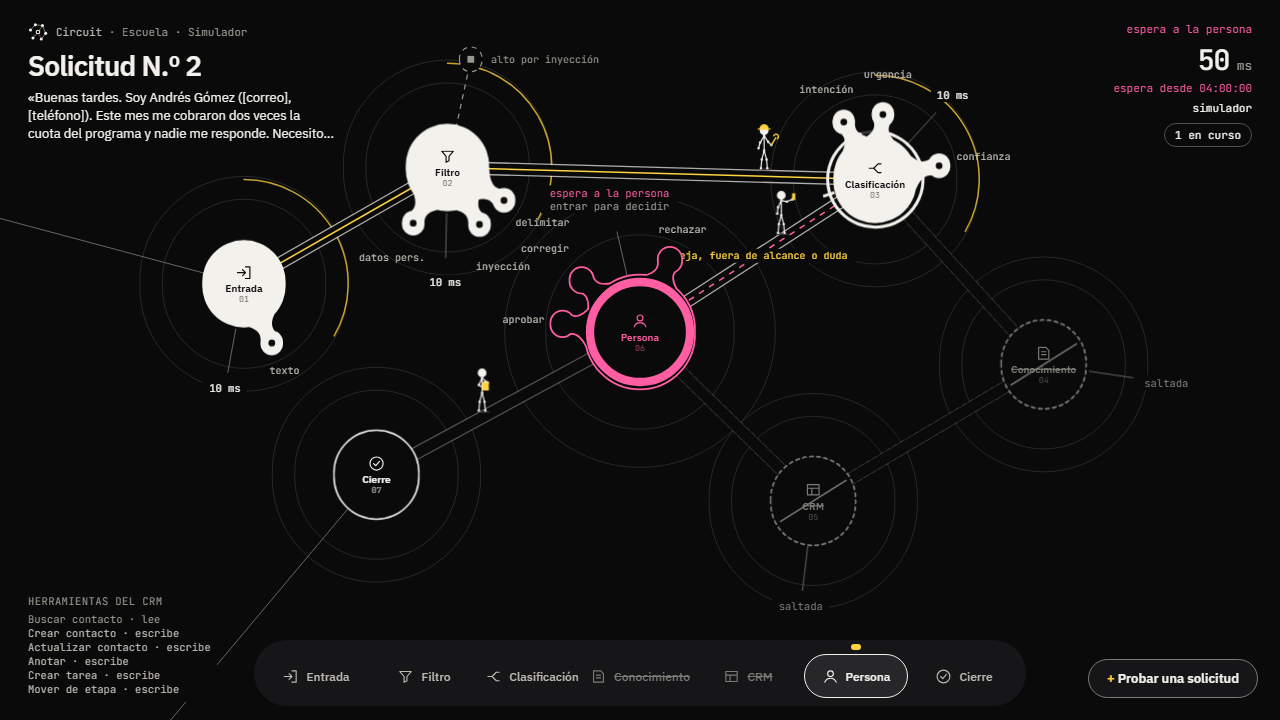 Circuit · Escuela · Simulador
Solicitud N.º 2
«Buenas tardes. Soy Andrés Gómez ([correo],
[teléfono]). Este mes me cobraron dos veces la
cuota del programa y nadie me responde. Necesito...
espera a la persona
50 ms
espera desde 04:00:00
simulador
1 en curso
alto por inyección
Filtro
02
delimitar
corregir
inyección
datos pers.
10 ms
urgencia
intención
10 ms
confianza
Clasificación
03
espera a la persona
entrar para decidir
rechazar
eja, fuera de alcance o duda
aprobar
Persona
06
Entrada
01
texto
10 ms
Conocimiento
04
saltada
Cierre
07
CRM
05
saltada
HERRAMIENTAS DEL CRM
Buscar contacto · lee
Crear contacto · escribe
Actualizar contacto · escribe
Anotar · escribe
Crear tarea · escribe
Mover de etapa · escribe
Entrada
Filtro
Clasificación
Conocimiento
CRM
Persona
Cierre
+ Probar una solicitud